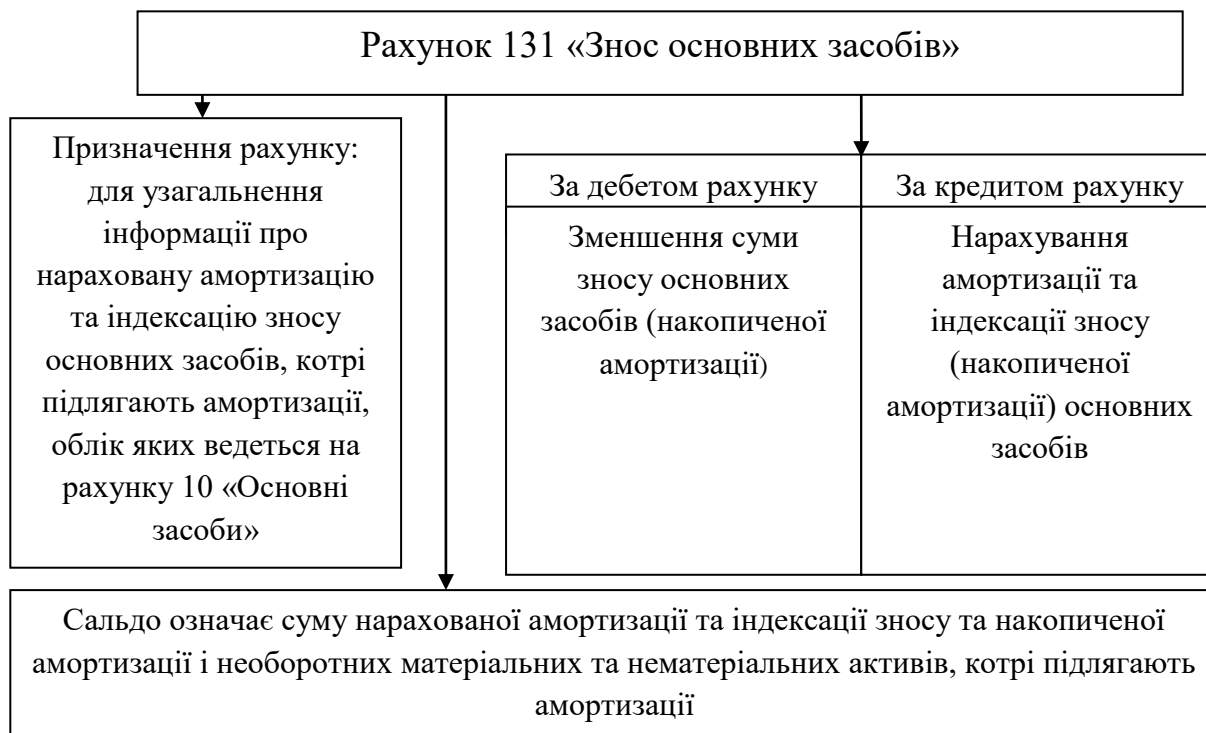 Рахунок 131 «Знос основних засобів»
Призначення рахунку:
для узагальнення
інформації про
нараховану амортизацію
та індексацію зносу
основних засобів, котрі
підлягають амортизації,
облік яких ведеться на
рахунку 10 «Основні
засоби»
За дебетом рахунку
Зменшення суми
зносу основних
засобів (накопиченої
амортизації)
За кредитом рахунку
Нарахування
амортизації та
індексації зносу
(накопиченої
амортизації) основних
засобів
Сальдо означає суму нарахованої амортизації та індексації зносу та накопиченої
амортизації і необоротних матеріальних та нематеріальних активів, котрі підлягають
амортизації